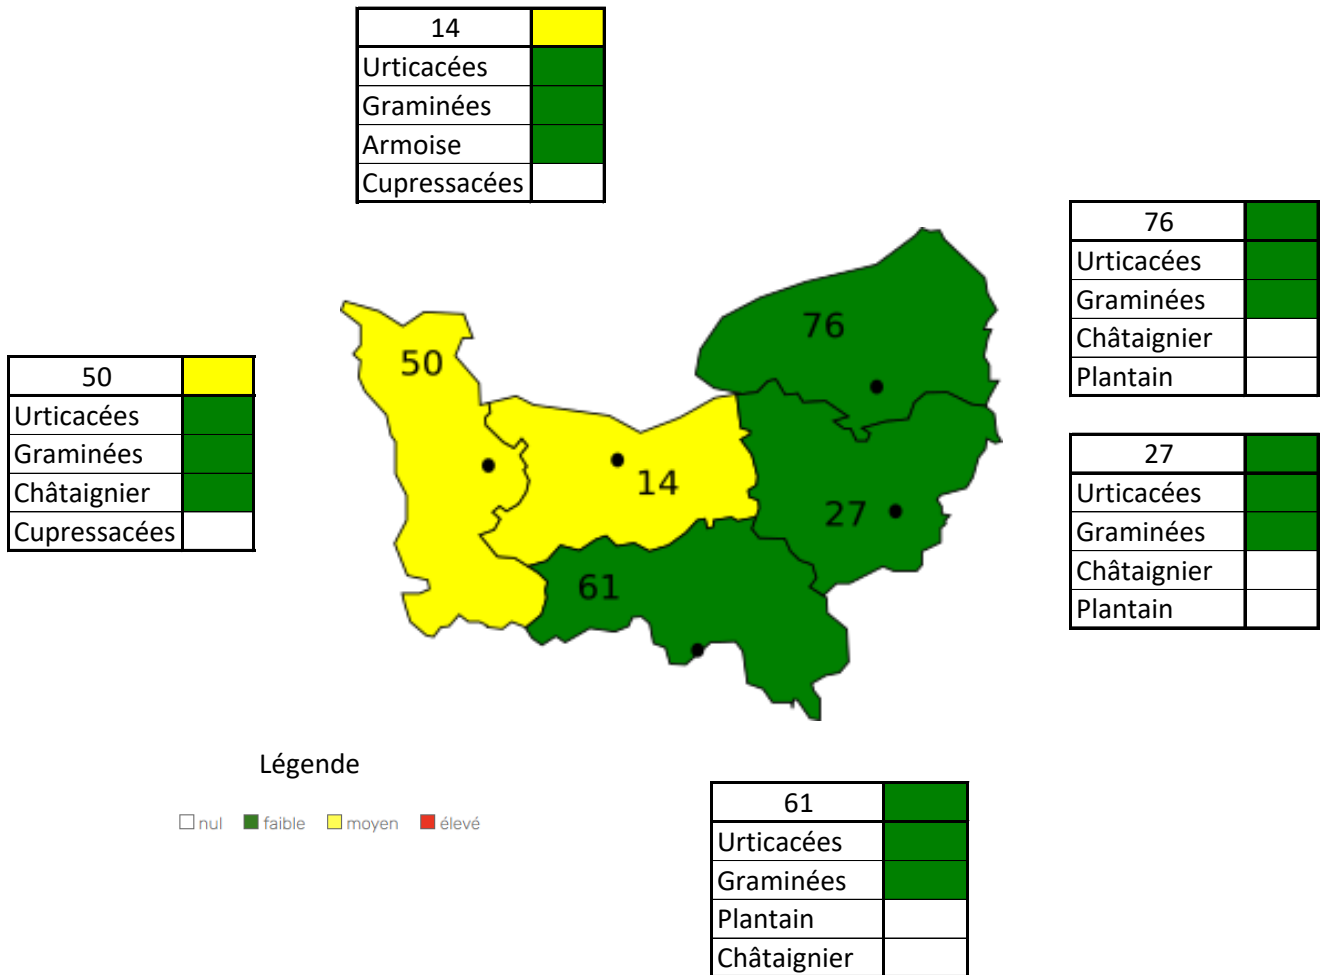 14
Urticacées
Graminées
Armoise
Cupressacées
76
Urticacées
Graminées
Châtaignier
Plantain
50
Urticacées
Graminées
Châtaignier
Cupressacées
76
50
14
27
61
27
Urticacées
Graminées
Châtaignier
Plantain
Légende
nul faible moyen élevé
61
Urticacées
Graminées
Plantain
Châtaignier